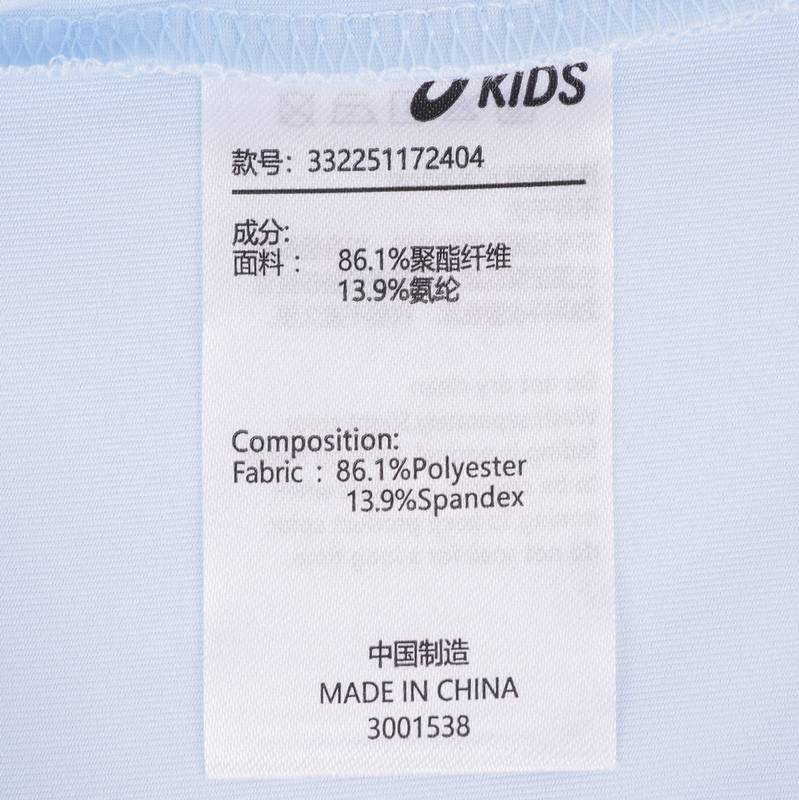 KIDS
款号：332251172404
成分:
面料： 86.1%聚酯纤维
13.9%氨纶
Composition:
Fabric : 86.1%Polyester
13.9%Spandex
中国制造
MADE IN CHINA
3001538